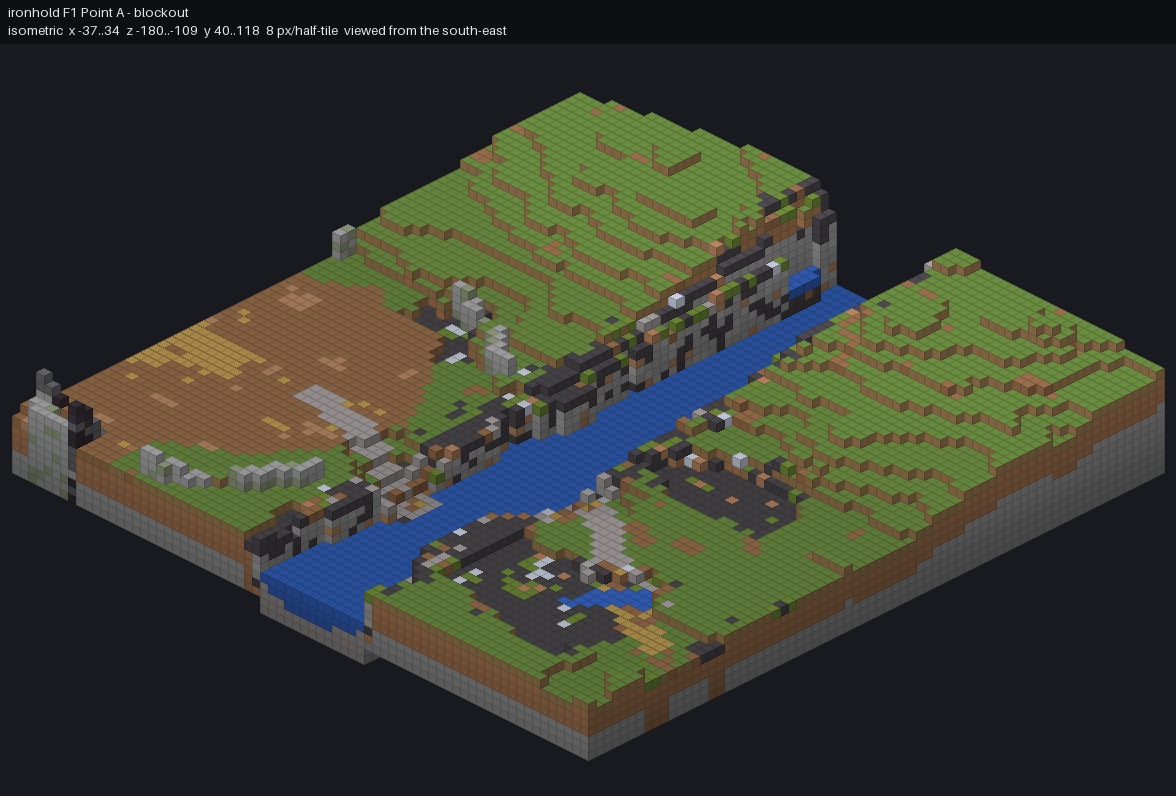 ironhold F1 Point A - blockout
isometric x -37..34 z -180..-109 y 40..118 8 px/half-tile viewed from the south-east